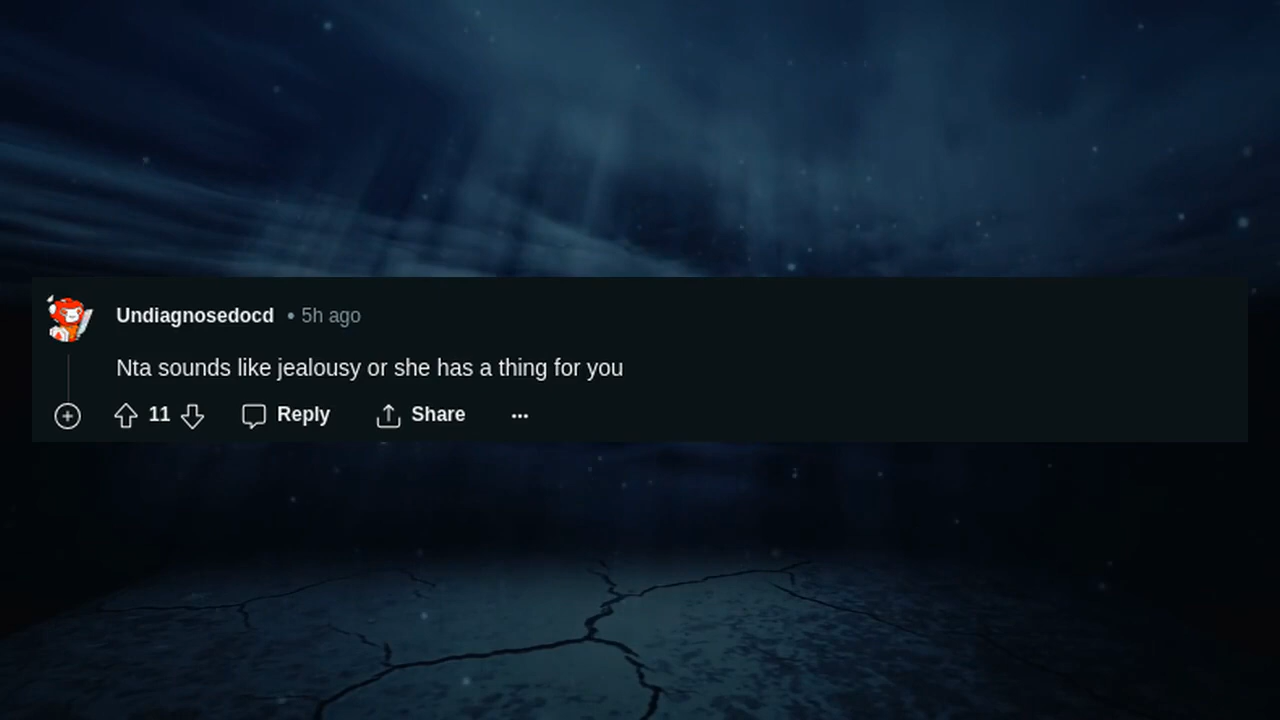 Undiagnosedocd • 5h ago
Nta sounds like jealousy or she has a thing for you
11 Reply Share ...